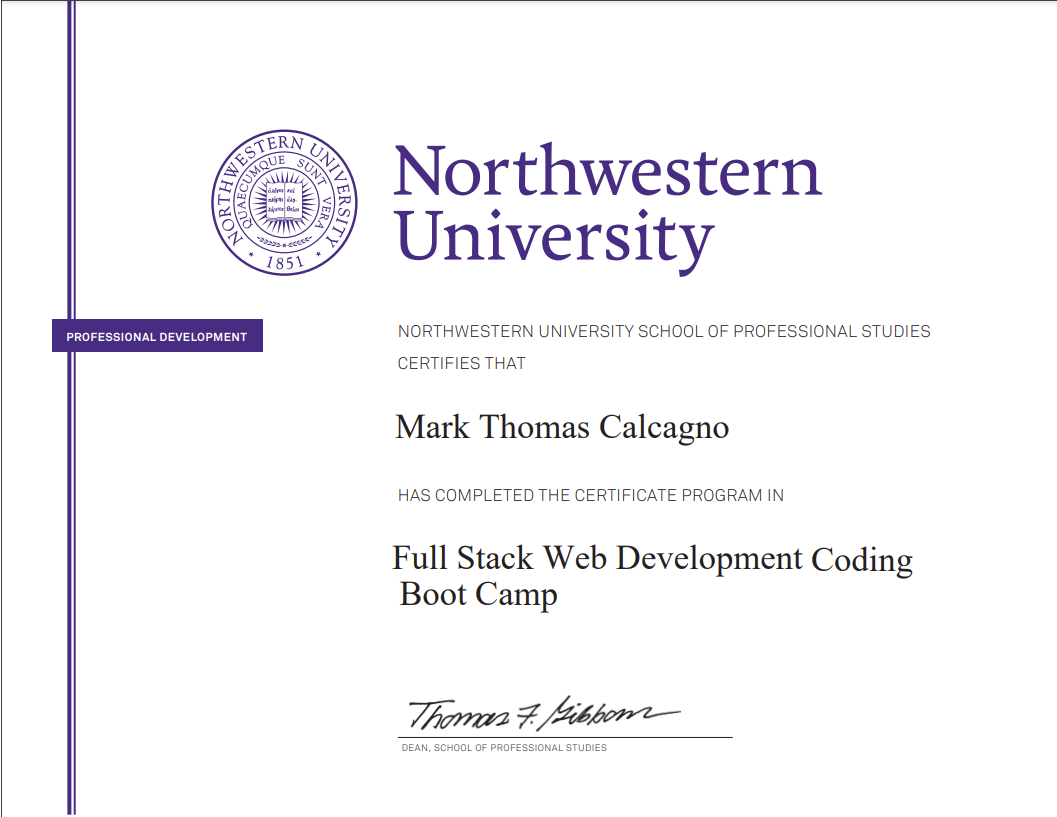 NORTHWESTERN UNIVERSITY
QUAECUMQUE SUNT VERA
1851
Northwestern
University
PROFESSIONAL DEVELOPMENT
NORTHWESTERN UNIVERSITY SCHOOL OF PROFESSIONAL STUDIES
CERTIFIES THAT
Mark Thomas Calcagno
HAS COMPLETED THE CERTIFICATE PROGRAM IN
Full Stack Web Development Coding
Boot Camp
Thomas F. Gibbons
DEAN, SCHOOL OF PROFESSIONAL STUDIES